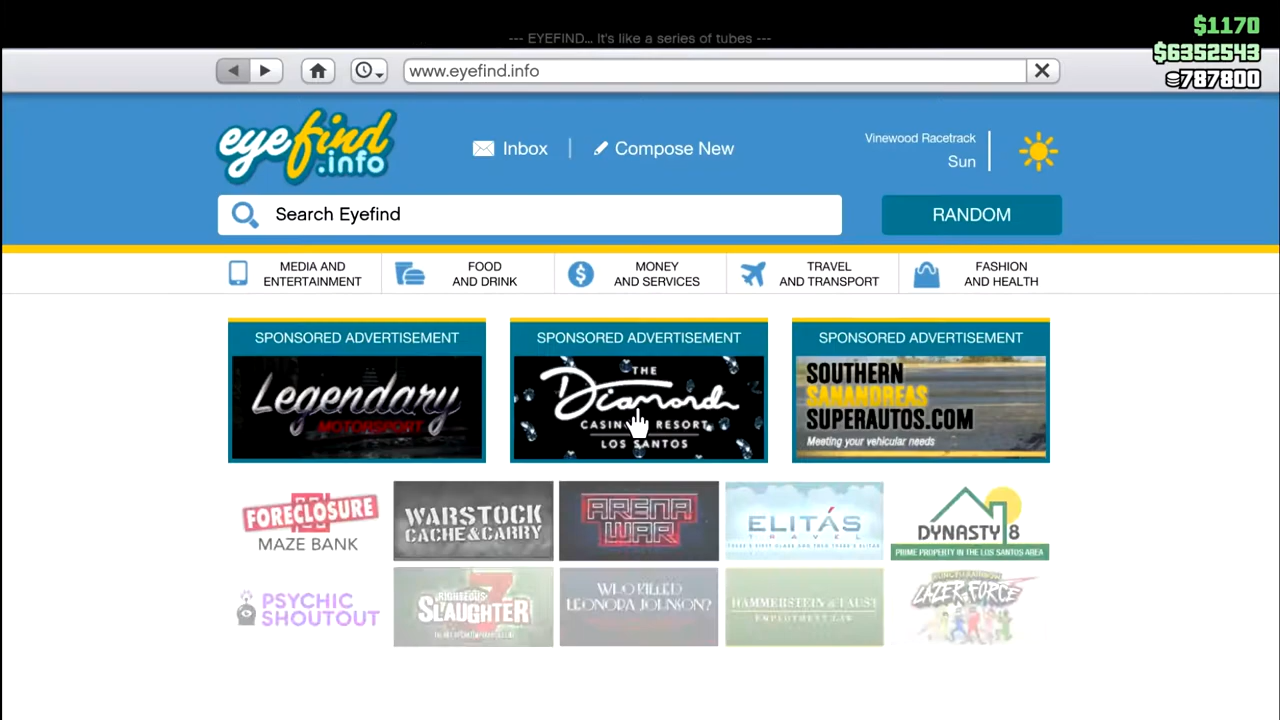 --- EYEFIND... It's like a series of tubes ---
$1170
$6352543
787800
www.eyefind.info
eyefind
.info
Inbox
Compose New
Vinewood Racetrack
Sun
Search Eyefind
RANDOM
MEDIA AND
ENTERTAINMENT
FOOD
AND DRINK
MONEY
AND SERVICES
TRAVEL
AND TRANSPORT
FASHION
AND HEALTH
SPONSORED ADVERTISEMENT
Legendary
MOTORSPORT
SPONSORED ADVERTISEMENT
THE
Diamond
CASINO RESORT
LOS SANTOS
SPONSORED ADVERTISEMENT
SOUTHERN
SANANDREAS
SUPERAUTOS.COM
Meeting your vehicular needs
FORECLOSURE
MAZE BANK
WARSTOCK
CACHE & CARRY
ARENA
WAR
ELITÁS
TRAVEL
DYNASTY 8
PRIME PROPERTY IN THE LOS SANTOS AREA
PSYCHIC
SHOUTOUT
RIGHTEOUS
SLAUGHTER
7
WHO KILLED
LEONORA JOHNSON?
HAMMERSTEIN & FAUST
EMPLOYMENT LAW
LAZER FORCE